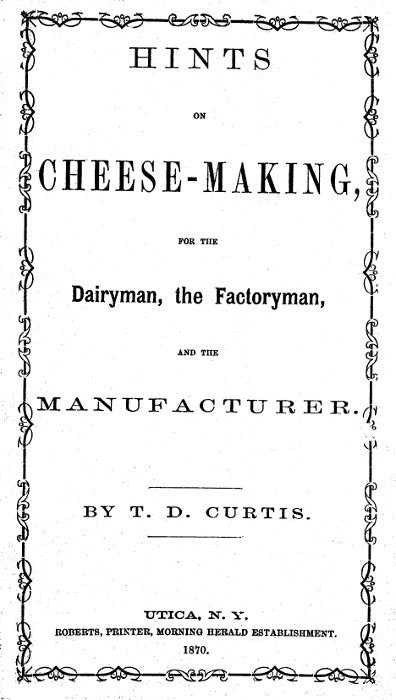 HINTS
ON
CHEESE-MAKING,
FOR THE
Dairyman, the Factoryman,
AND THE
MANUFACTURER.
BY T. D. CURTIS.
UTICA, N. Y.
ROBERTS, PRINTER, MORNING HERALD ESTABLISHMENT.
1870.